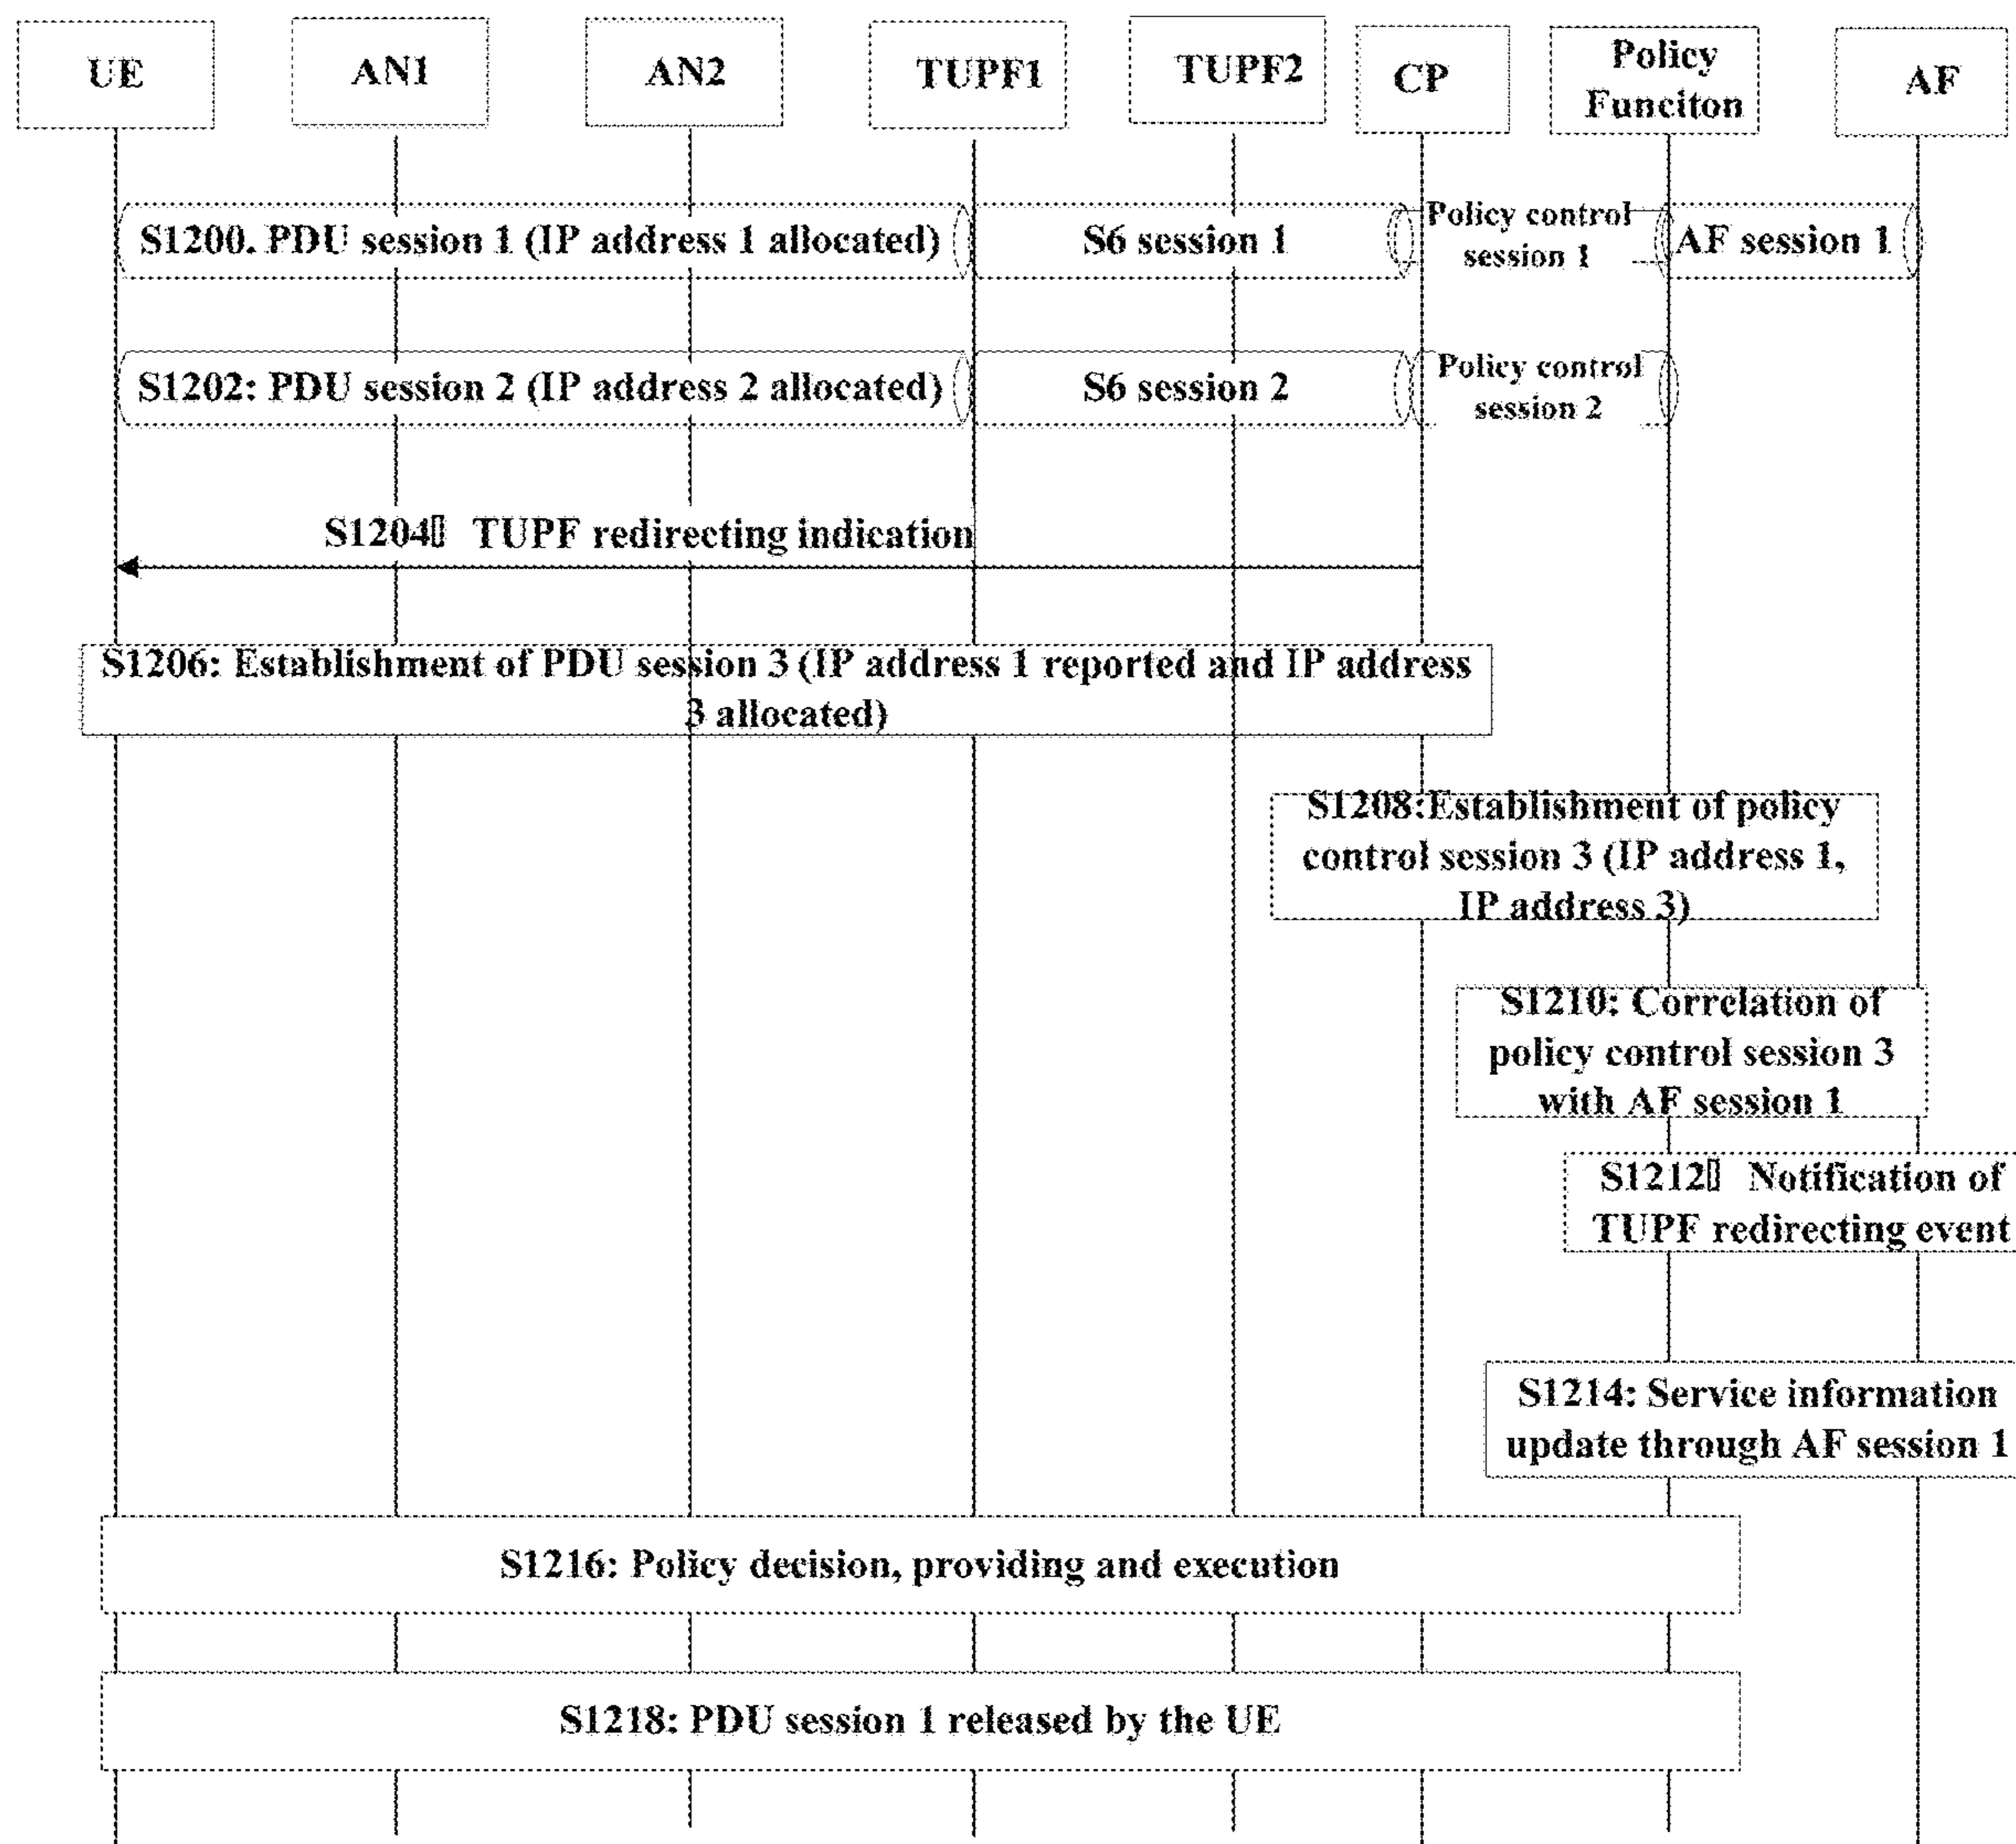 UE
AN1
AN2
TUPF1
TUPF2
CP
Policy
Funciton
AF
S1200. PDU session 1 (IP address 1 allocated)
S6 session 1
Policy control
session 1
AF session 1
S1202: PDU session 2 (IP address 2 allocated)
S6 session 2
Policy control
session 2
S1204▯ TUPF redirecting indication
S1206: Establishment of PDU session 3 (IP address 1 reported and IP address
3 allocated)
S1208:Establishment of policy
control session 3 (IP address 1,
IP address 3)
S1210: Correlation of
policy control session 3
with AF session 1
S1212▯ Notification of
TUPF redirecting event
S1214: Service information
update through AF session 1
S1216: Policy decision, providing and execution
S1218: PDU session 1 released by the UE